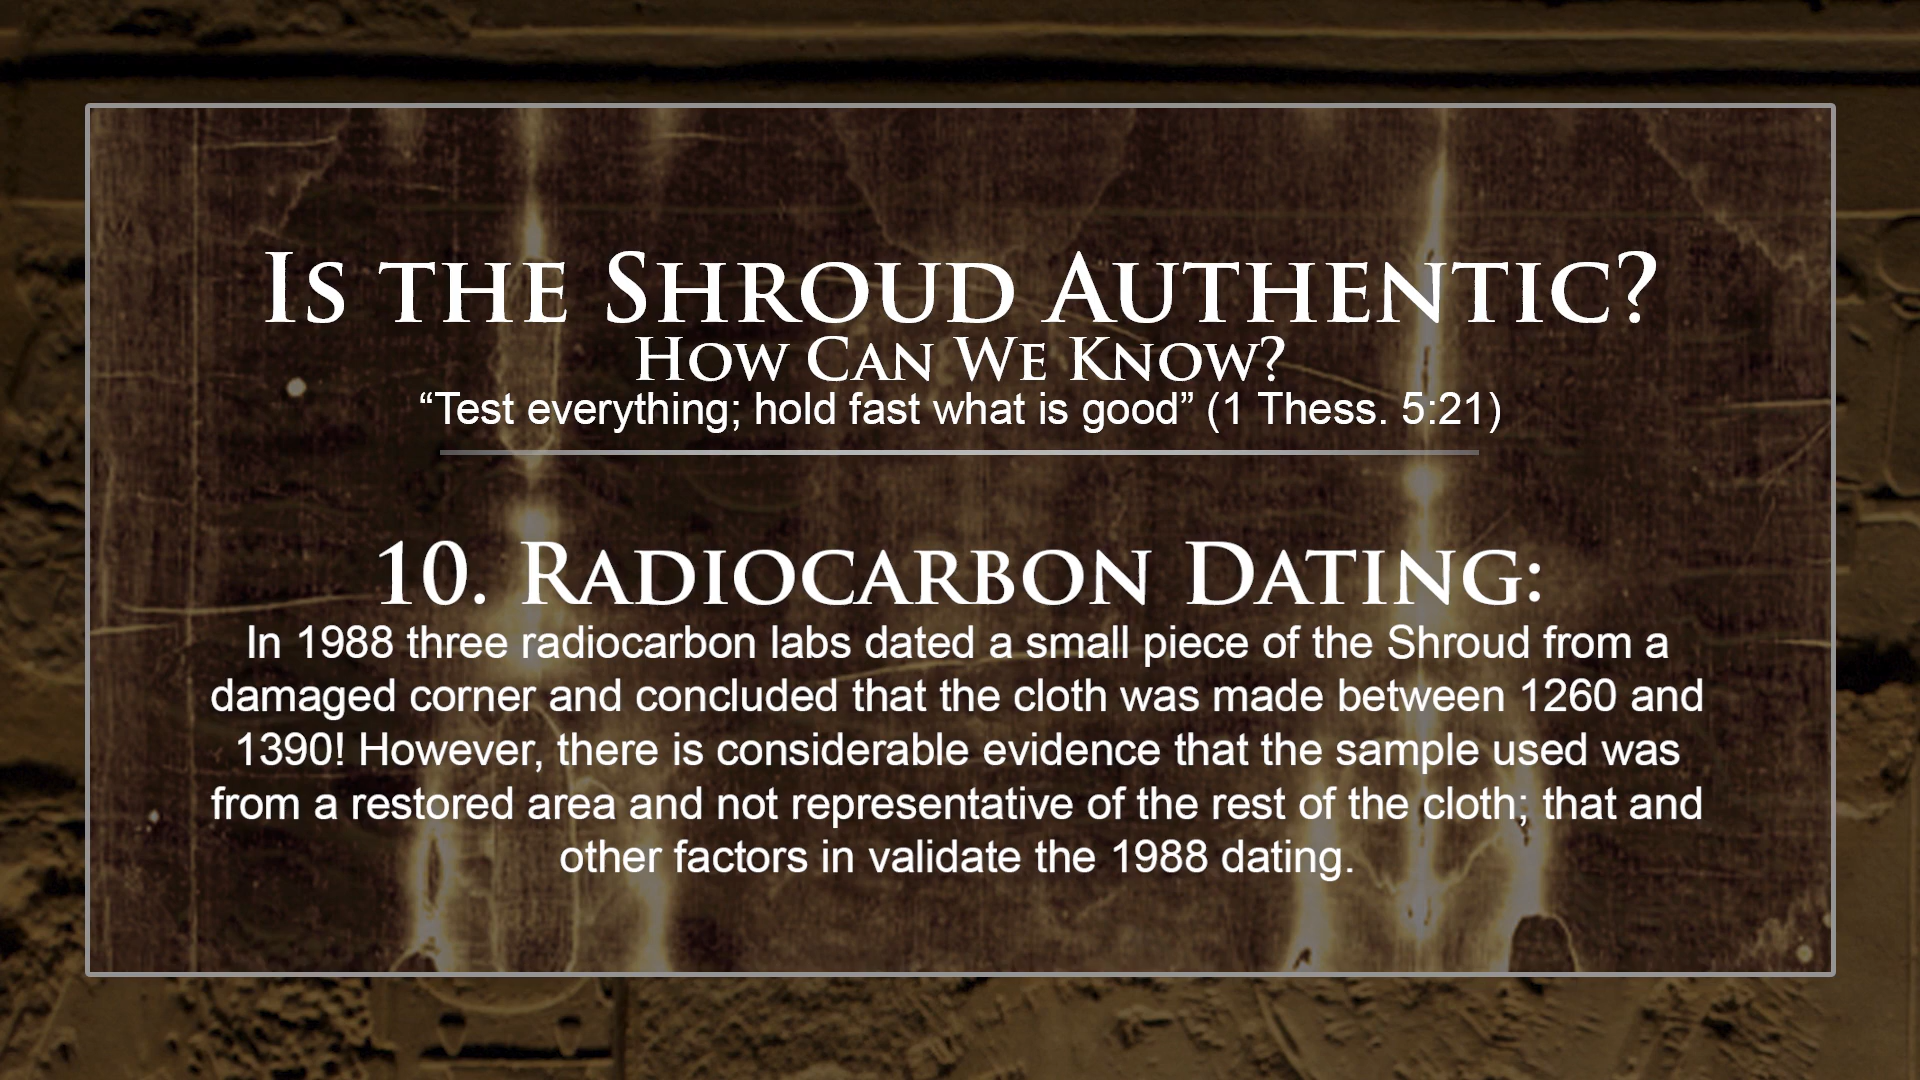 Is the Shroud Authentic?
How Can We Know?
“Test everything; hold fast what is good” (1 Thess. 5:21)
10. Radiocarbon Dating:
In 1988 three radiocarbon labs dated a small piece of the Shroud from a
damaged corner and concluded that the cloth was made between 1260 and
1390! However, there is considerable evidence that the sample used was
from a restored area and not representative of the rest of the cloth; that and
other factors in validate the 1988 dating.